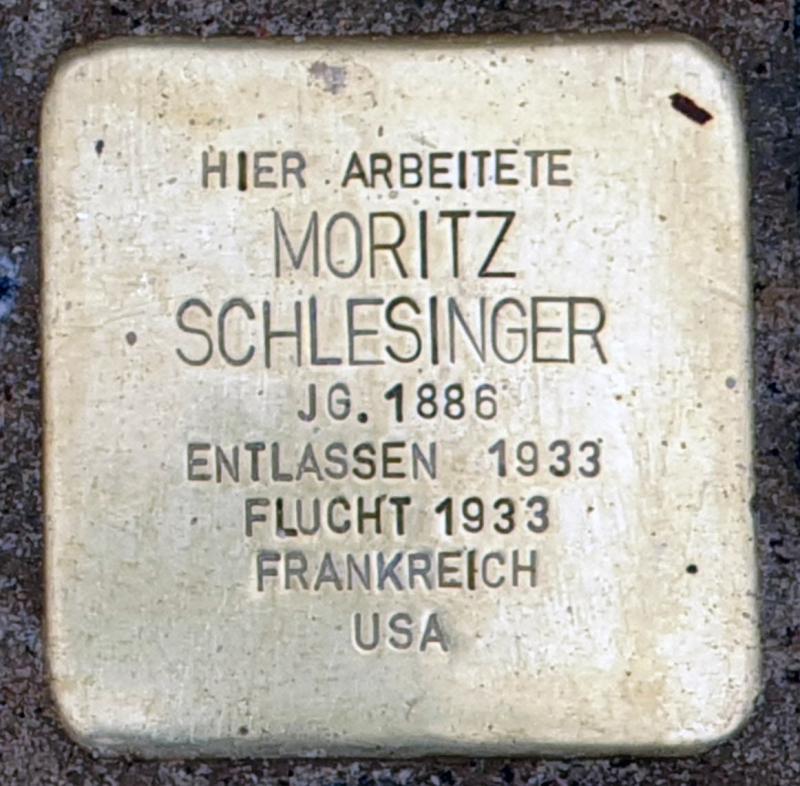 HIER ARBEITETE
MORITZ
SCHLESINGER
JG. 1886
ENTLASSEN 1933
FLUCHT 1933
FRANKREICH
USA